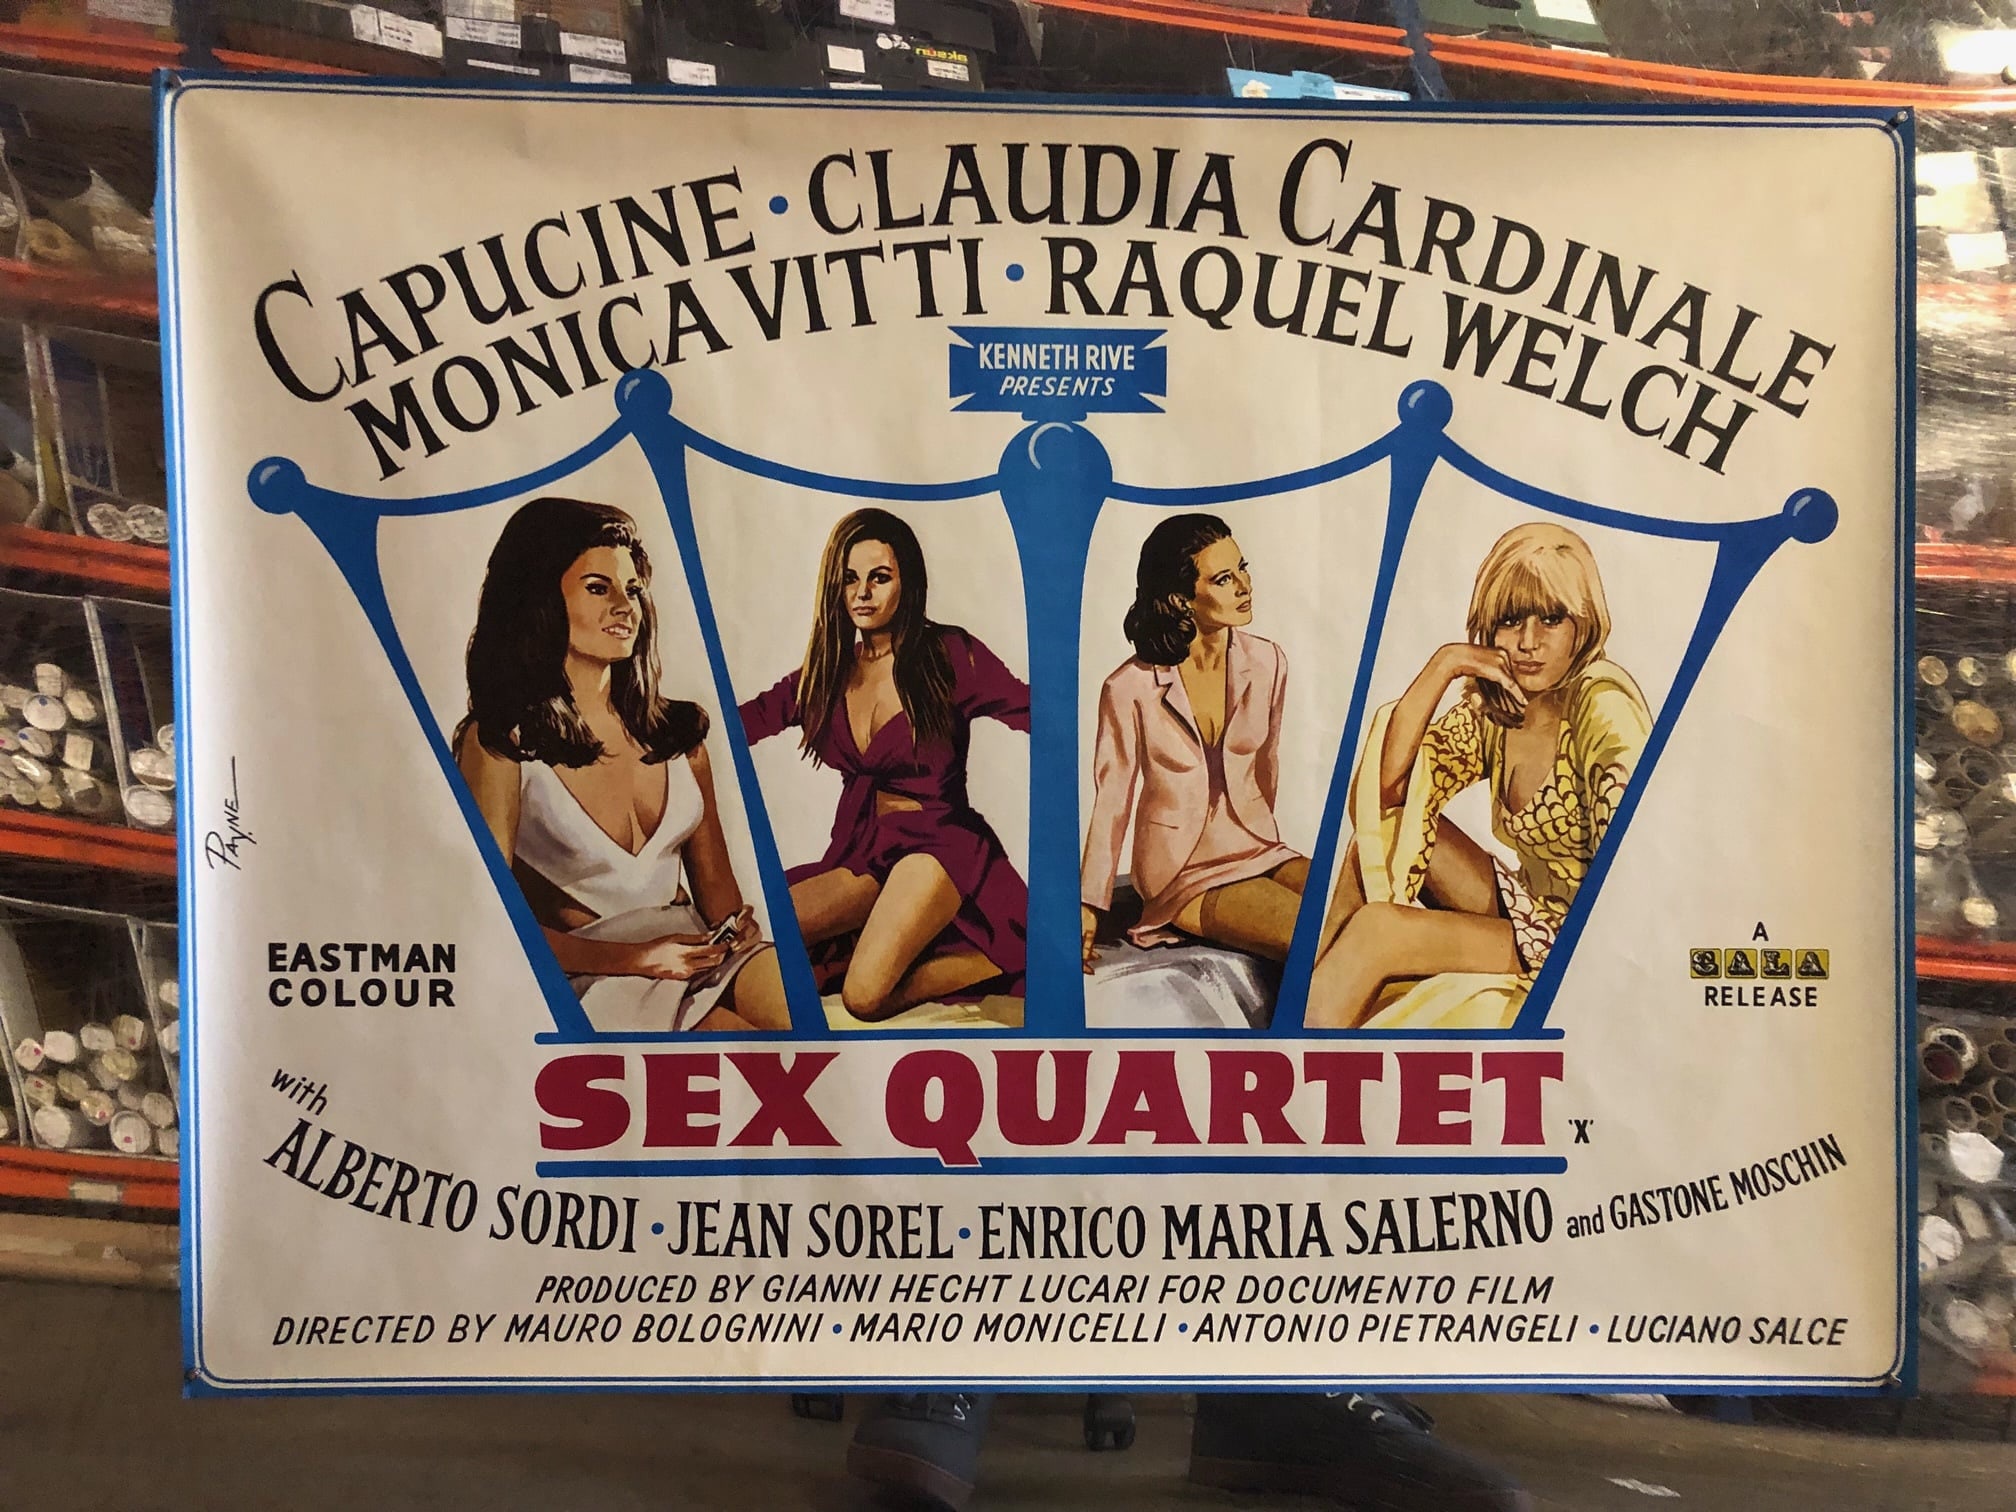 CAPUCINE • CLAUDIA CARDINALE
MONICA VITTI • RAQUEL WELCH
KENNETH RIVE
PRESENTS
PAYNE
EASTMAN
COLOUR
A
GALA
RELEASE
SEX QUARTET 'X'
with
ALBERTO SORDI • JEAN SOREL • ENRICO MARIA SALERNO and GASTONE MOSCHIN
PRODUCED BY GIANNI HECHT LUCARI FOR DOCUMENTO FILM
DIRECTED BY MAURO BOLOGNINI • MARIO MONICELLI • ANTONIO PIETRANGELI • LUCIANO SALCE